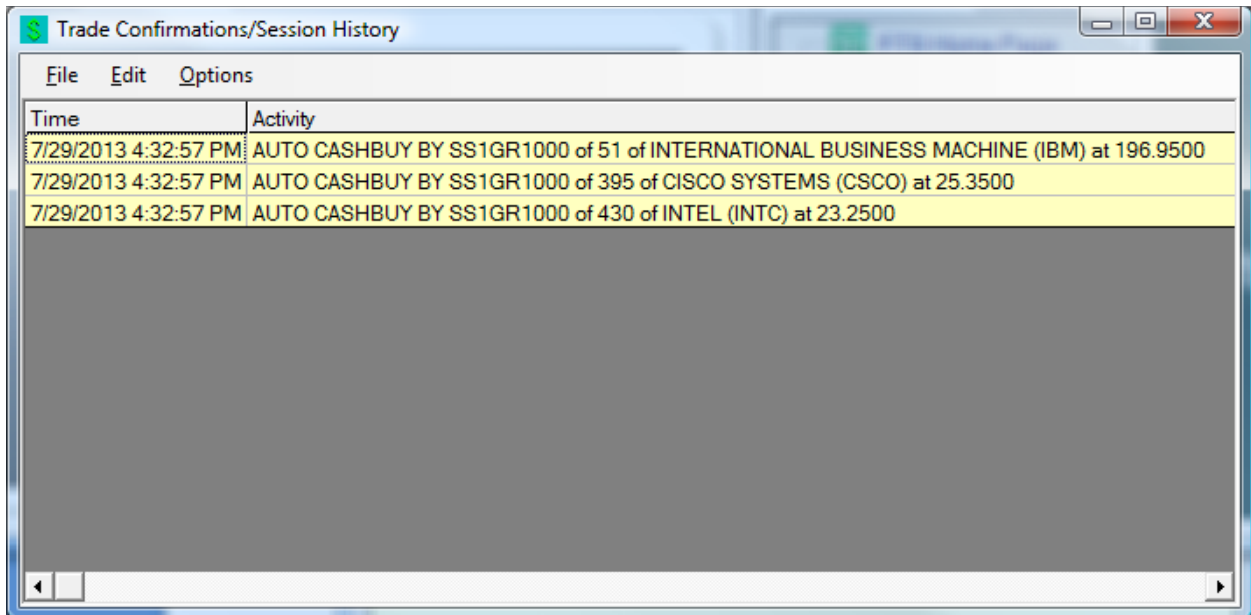 $ Trade Confirmations/Session History
File Edit Options
Time Activity
7/29/2013 4:32:57 PM AUTO CASHBUY BY SS1GR1000 of 51 of INTERNATIONAL BUSINESS MACHINE (IBM) at 196.9500
7/29/2013 4:32:57 PM AUTO CASHBUY BY SS1GR1000 of 395 of CISCO SYSTEMS (CSCO) at 25.3500
7/29/2013 4:32:57 PM AUTO CASHBUY BY SS1GR1000 of 430 of INTEL (INTC) at 23.2500